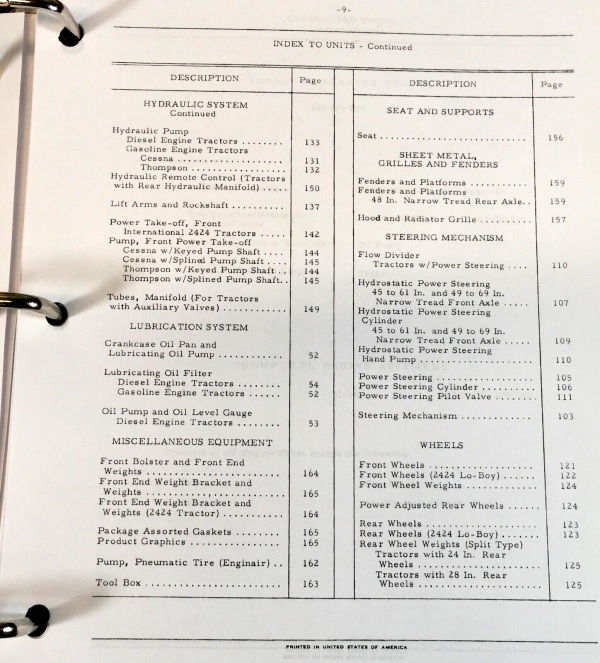 -9-
INDEX TO UNITS - Continued
DESCRIPTION Page
HYDRAULIC SYSTEM
Continued
Hydraulic Pump
Diesel Engine Tractors ........ 133
Gasoline Engine Tractors
Cessna .................... 131
Thompson .................. 132
Hydraulic Remote Control (Tractors
with Rear Hydraulic Manifold) ..... 150
Lift Arms and Rockshaft .......... 137
Power Take-off, Front
International 2424 Tractors ..... 142
Pump, Front Power Take-off
Cessna w/Keyed Pump Shaft .... 144
Cessna w/Splined Pump Shaft... 145
Thompson w/Keyed Pump Shaft .. 144
Thompson w/Splined Pump Shaft.. 145
Tubes, Manifold (For Tractors
with Auxiliary Valves) ............ 149
LUBRICATION SYSTEM
Crankcase Oil Pan and
Lubricating Oil Pump ............ 52
Lubricating Oil Filter
Diesel Engine Tractors ........ 54
Gasoline Engine Tractors ...... 52
Oil Pump and Oil Level Gauge
Diesel Engine Tractors ........ 53
MISCELLANEOUS EQUIPMENT
Front Bolster and Front End
Weights ...................... 164
Front End Weight Bracket and
Weights ...................... 165
Front End Weight Bracket and
Weights (2424 Tractor) ........... 164
Package Assorted Gaskets ........ 165
Product Graphics ................ 165
Pump, Pneumatic Tire (Enginair) .. 162
Tool Box ........................ 163
DESCRIPTION Page
SEAT AND SUPPORTS
Seat ........................... 156
SHEET METAL,
GRILLES AND FENDERS
Fenders and Platforms ........... 159
Fenders and Platforms
48 In. Narrow Tread Rear Axle.. 159
Hood and Radiator Grille .......... 157
STEERING MECHANISM
Flow Divider
Tractors w/Power Steering .... 110
Hydrostatic Power Steering
45 to 61 In. and 49 to 69 In.
Narrow Tread Front Axle ..... 107
Hydrostatic Power Steering
Cylinder
45 to 61 In. and 49 to 69 In.
Narrow Tread Front Axle ..... 109
Hydrostatic Power Steering
Hand Pump .................... 110
Power Steering .................. 105
Power Steering Cylinder .......... 106
Power Steering Pilot Valve ....... 111
Steering Mechanism ............. 103
WHEELS
Front Wheels ................... 121
Front Wheels (2424 Lo-Boy) ...... 122
Front Wheel Weights ............ 124
Power Adjusted Rear Wheels ..... 124
Rear Wheels .................... 123
Rear Wheels (2424 Lo-Boy) ....... 123
Rear Wheel Weights (Split Type)
Tractors with 24 In. Rear
Wheels ..................... 125
Tractors with 28 In. Rear
Wheels ..................... 125
PRINTED IN UNITED STATES OF AMERICA